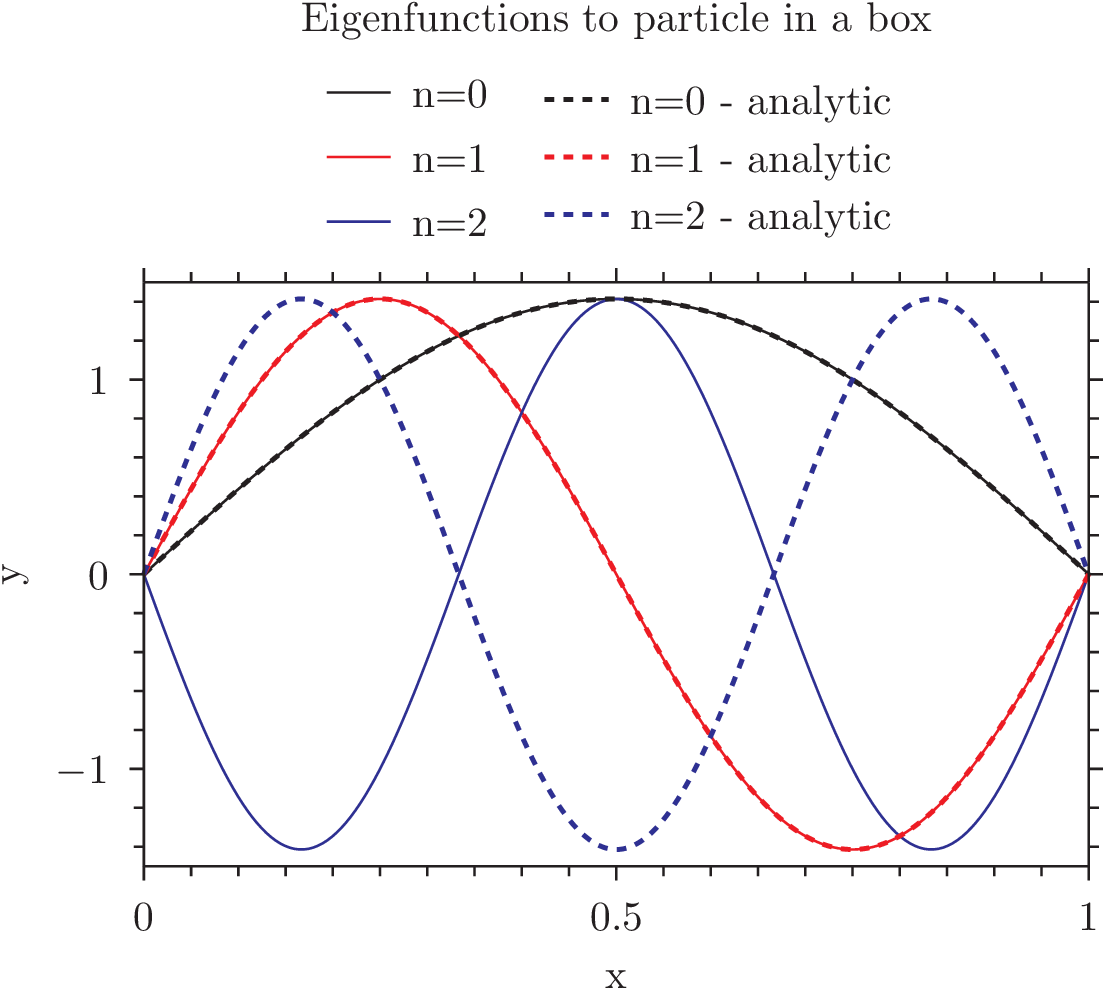 Eigenfunctions to particle in a box
n=0 n=0 - analytic
n=1 n=1 - analytic
n=2 n=2 - analytic
1
0
−1
y
0 0.5 1
x